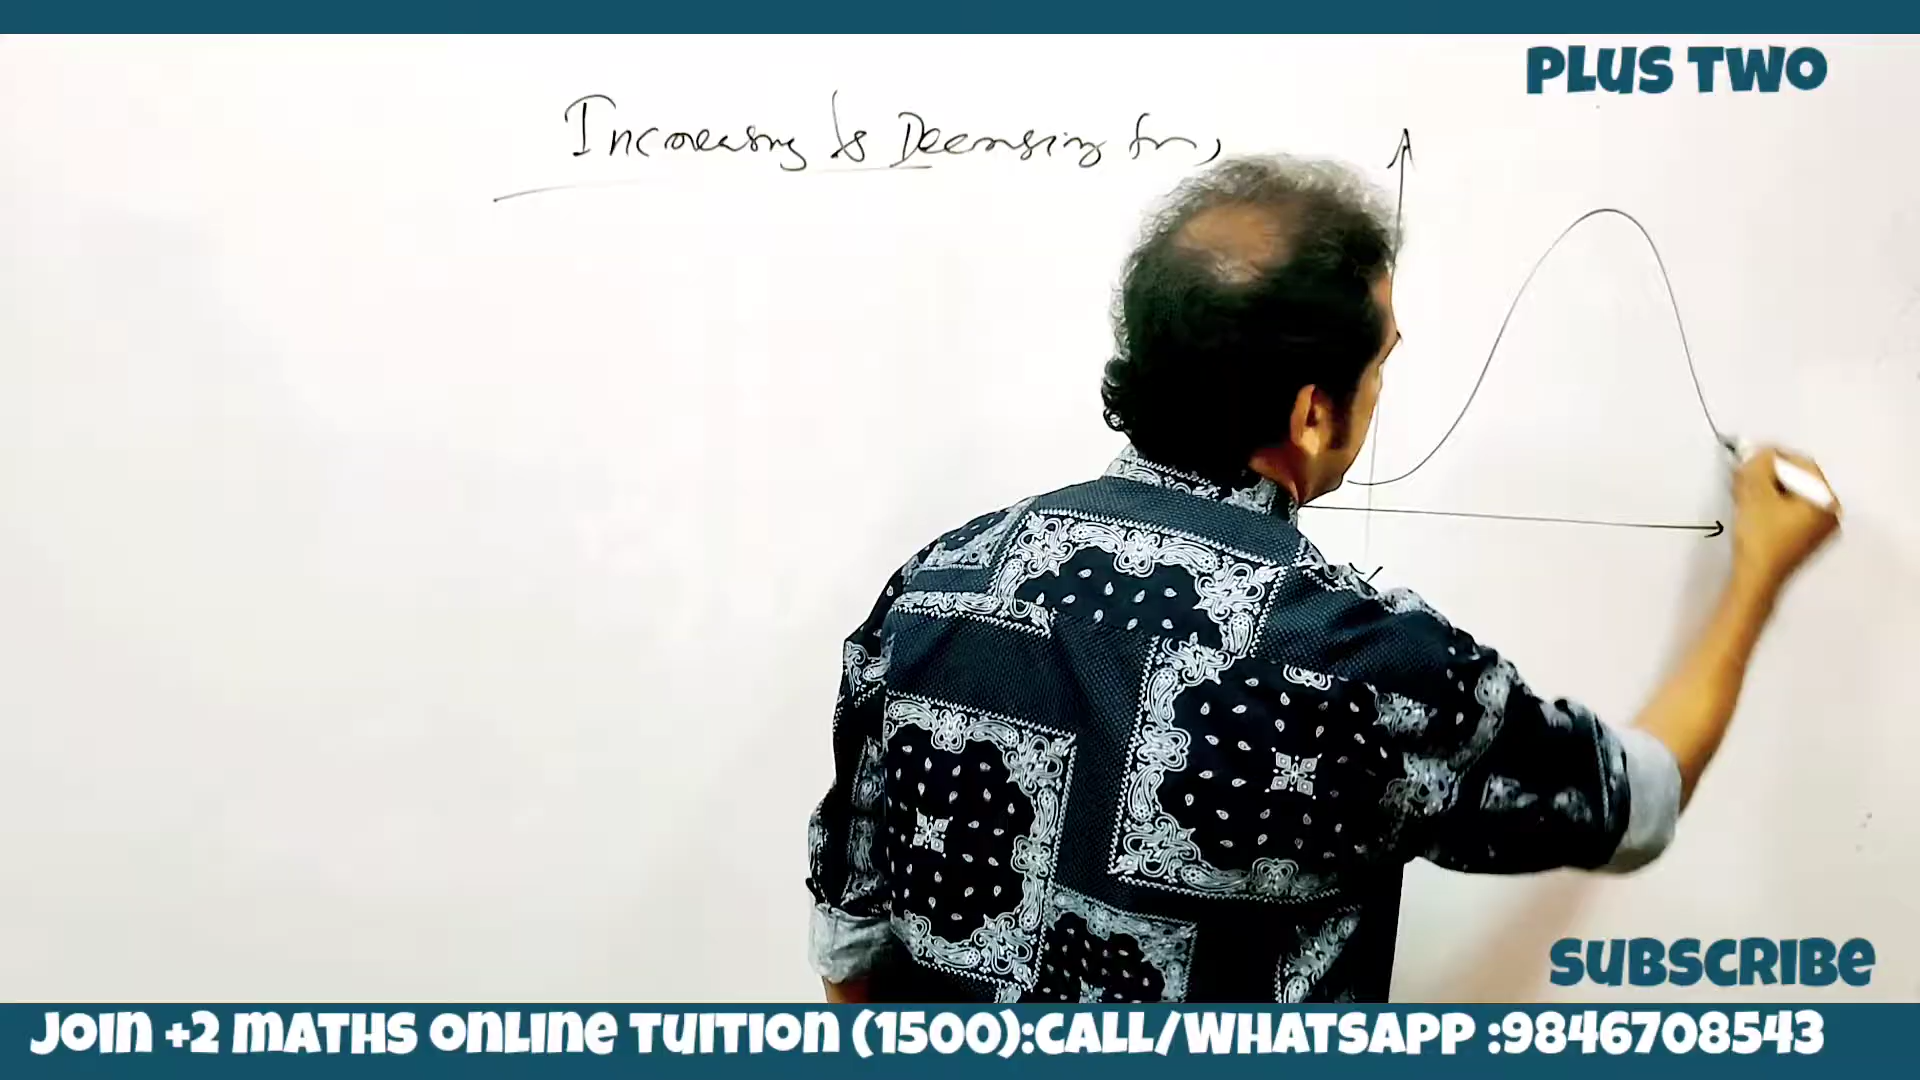 PLUS TWO
Increasing & Decreasing fn,
SUBSCRIBE
JOIN +2 MATHS ONLINE TUITION (1500):CALL/WHATSAPP :9846708543